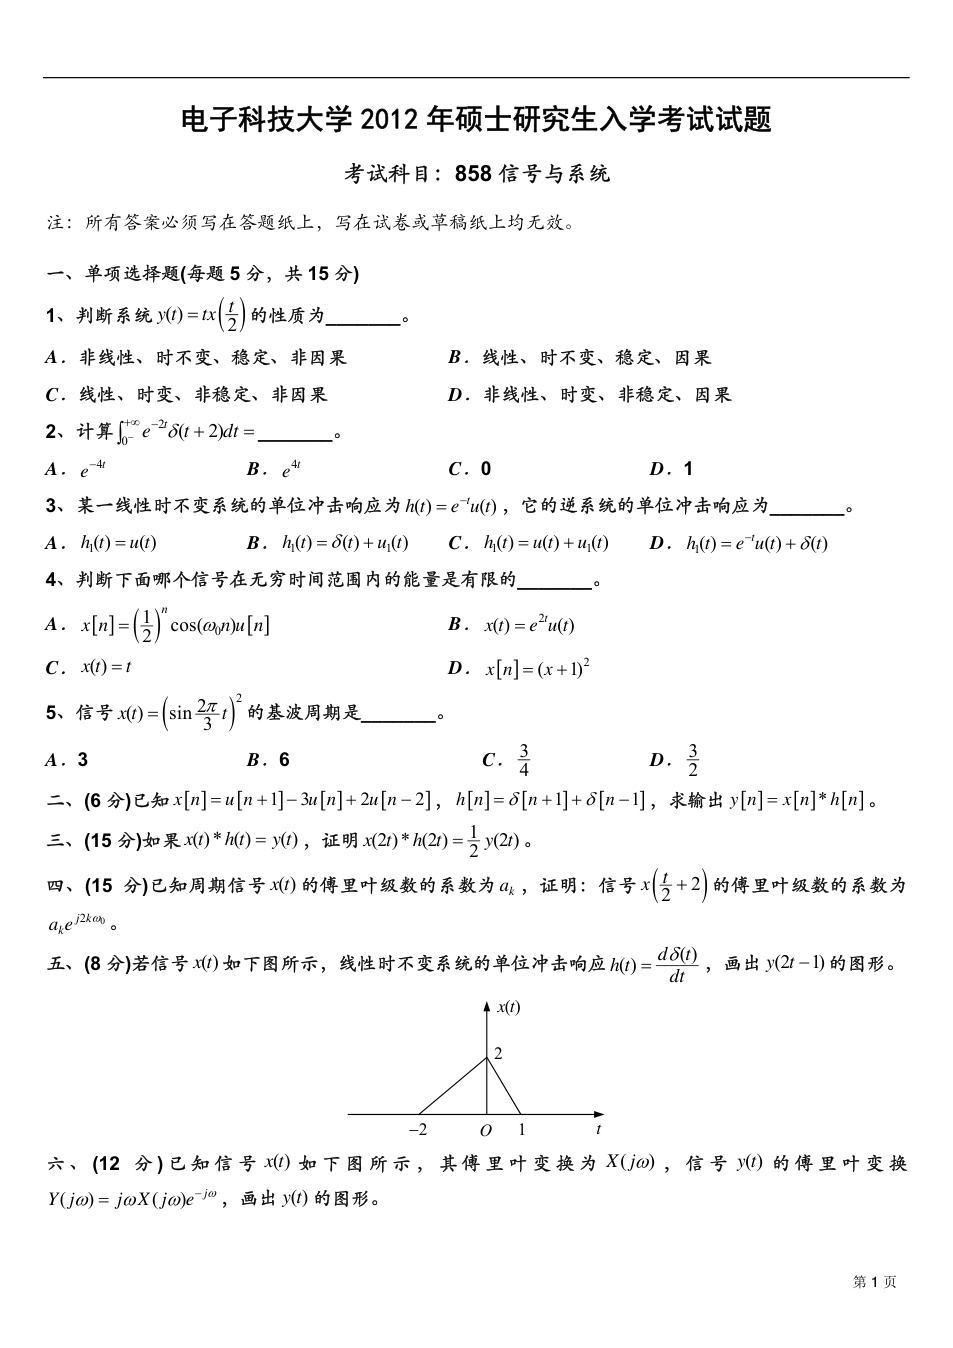 电子科技大学 2012 年硕士研究生入学考试试题
考试科目：858 信号与系统
注：所有答案必须写在答题纸上，写在试卷或草稿纸上均无效。
一、单项选择题(每题 5 分，共 15 分)
1、判断系统 y(t) = tx(t/2) 的性质为________。
A．非线性、时不变、稳定、非因果 B．线性、时不变、稳定、因果
C．线性、时变、非稳定、非因果 D．非线性、时变、非稳定、因果
2、计算 ∫_{0⁻}^{+∞} e^{−2t}δ(t + 2)dt = ________。
A．e^{−4t} B．e^{4t} C．0 D．1
3、某一线性时不变系统的单位冲击响应为 h(t) = e^{−t}u(t)，它的逆系统的单位冲击响应为________。
A．h₁(t) = u(t) B．h₁(t) = δ(t) + u₁(t) C．h₁(t) = u(t) + u₁(t) D．h₁(t) = e^{−t}u(t) + δ(t)
4、判断下面哪个信号在无穷时间范围内的能量是有限的________。
A．x[n] = (1/2)^n cos(ω₀n)u[n] B．x(t) = e^{2t}u(t)
C．x(t) = t D．x[n] = (x + 1)²
5、信号 x(t) = (sin 2π/3 t)² 的基波周期是________。
A．3 B．6 C．3/4 D．3/2
二、(6 分)已知 x[n] = u[n + 1] − 3u[n] + 2u[n − 2]，h[n] = δ[n + 1] + δ[n − 1]，求输出 y[n] = x[n] * h[n]。
三、(15 分)如果 x(t) * h(t) = y(t)，证明 x(2t) * h(2t) = 1/2 y(2t)。
四、(15 分)已知周期信号 x(t) 的傅里叶级数的系数为 a_k，证明：信号 x(t/2 + 2) 的傅里叶级数的系数为
a_k e^{j2kω₀}。
五、(8 分)若信号 x(t) 如下图所示，线性时不变系统的单位冲击响应 h(t) = dδ(t)/dt，画出 y(2t − 1) 的图形。
x(t)
2
−2 O 1 t
六、(12 分)已知信号 x(t) 如下图所示，其傅里叶变换为 X(jω)，信号 y(t) 的傅里叶变换
Y(jω) = jωX(jω)e^{−jω}，画出 y(t) 的图形。
第 1 页